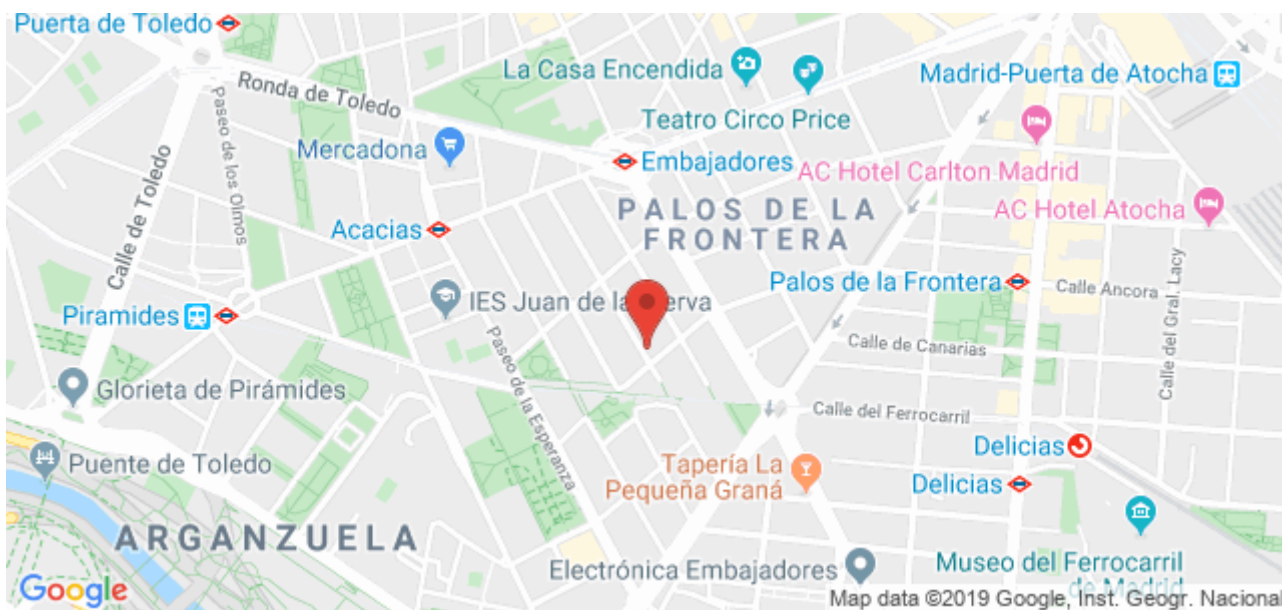 Puerta de Toledo
La Casa Encendida
Madrid-Puerta de Atocha
Ronda de Toledo
Paseo de los Olmos
Teatro Circo Price
Mercadona
Embajadores
AC Hotel Carlton Madrid
Calle de Toledo
PALOS DE LA
FRONTERA
AC Hotel Atocha
Acacias
Palos de la Frontera
Calle Ancora
Calle del Gral. Lacy
IES Juan de la
Piramides
Calle de Canarias
Paseo de la Esperanza
Glorieta de Pirámides
Calle del Ferrocarril
Delicias
Puente de Toledo
Tapería La
Pequeña Graná
Delicias
ARGANZUELA
Museo del Ferrocarril
de Madrid
Electrónica Embajadores
Google
Map data ©2019 Google, Inst. Geogr. Nacional